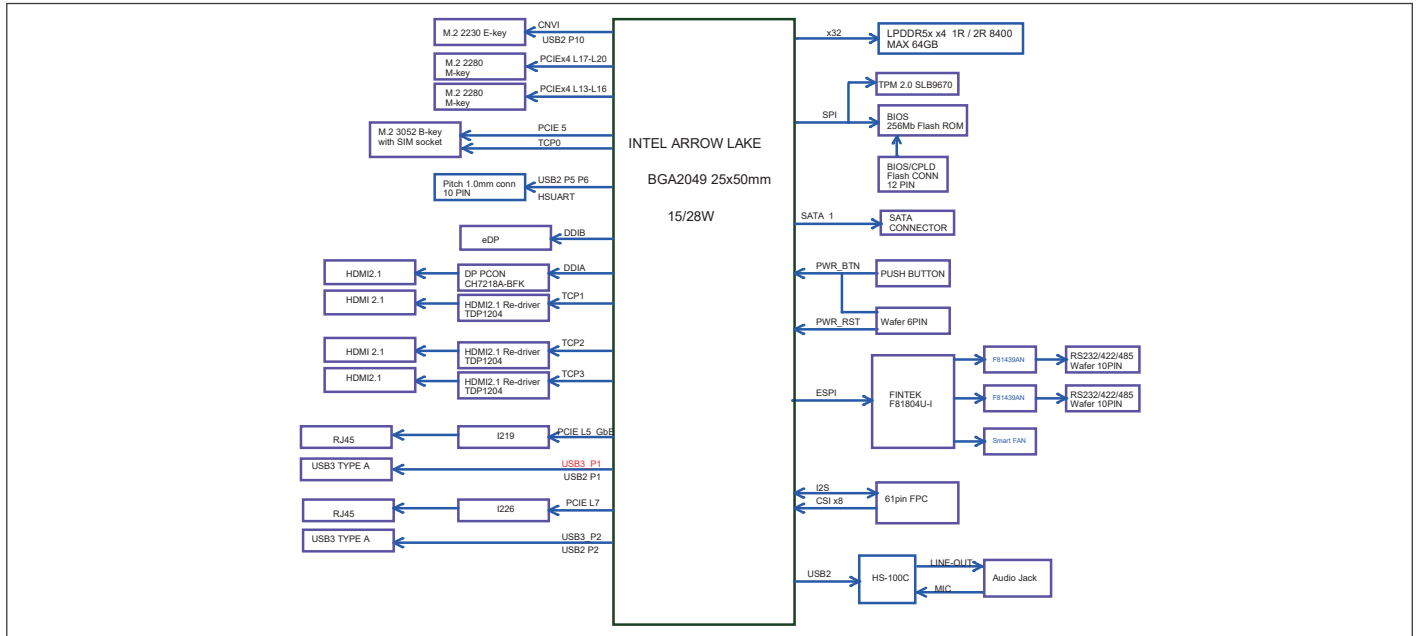 CNVI
M.2 2230 E-key
USB2 P10
M.2 2280
M-key
PCIEx4 L17-L20
M.2 2280
M-key
PCIEx4 L13-L16
M.2 3052 B-key
with SIM socket
PCIE 5
TCP0
Pitch 1.0mm conn
10 PIN
USB2 P5 P6
HSUART
eDP
DDIB
HDMI2.1
DP PCON
CH7218A-BFK
DDIA
HDMI 2.1
HDMI2.1 Re-driver
TDP1204
TCP1
HDMI 2.1
HDMI2.1 Re-driver
TDP1204
TCP2
HDMI2.1
HDMI2.1 Re-driver
TDP1204
TCP3
RJ45
I219
PCIE L5 GbE
USB3 TYPE A
USB3_P1
USB2 P1
RJ45
I226
PCIE L7
USB3 TYPE A
USB3_P2
USB2 P2
INTEL ARROW LAKE
BGA2049 25x50mm
15/28W
x32
LPDDR5x x4 1R / 2R 8400
MAX 64GB
TPM 2.0 SLB9670
SPI
BIOS
256Mb Flash ROM
BIOS/CPLD
Flash CONN
12 PIN
SATA 1
SATA
CONNECTOR
PWR_BTN
PUSH BUTTON
PWR_RST
Wafer 6PIN
ESPI
FINTEK
F81804U-I
F81439AN
RS232/422/485
Wafer 10PIN
F81439AN
RS232/422/485
Wafer 10PIN
Smart FAN
I2S
CSI x8
61pin FPC
USB2
HS-100C
LINE-OUT
MIC
Audio Jack